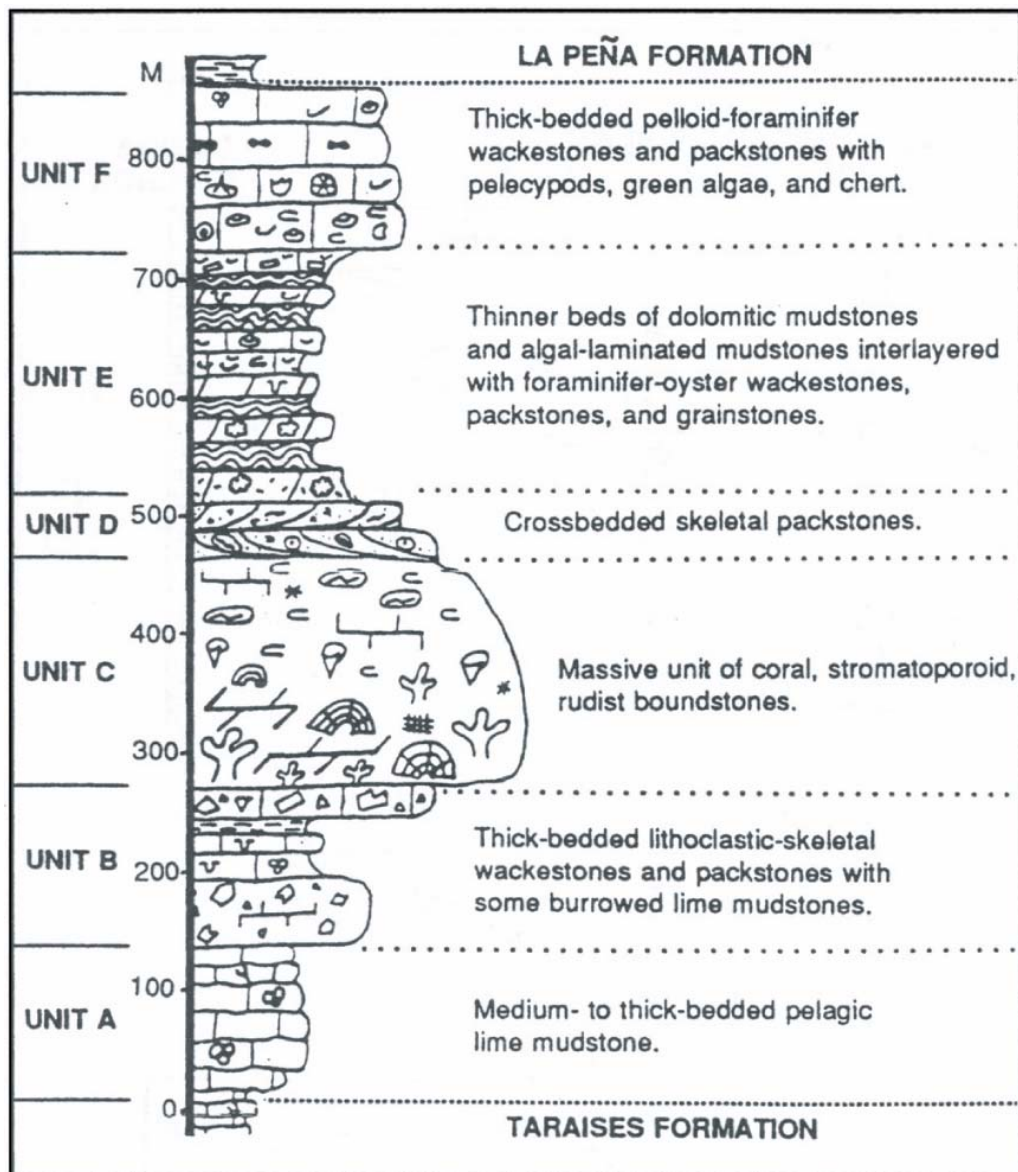 LA PEÑA FORMATION
M
UNIT F
800
Thick-bedded pelloid-foraminifer
wackestones and packstones with
pelecypods, green algae, and chert.
700
UNIT E
600
Thinner beds of dolomitic mudstones
and algal-laminated mudstones interlayered
with foraminifer-oyster wackestones,
packstones, and grainstones.
UNIT D
500
Crossbedded skeletal packstones.
400
UNIT C
300
Massive unit of coral, stromatoporoid,
rudist boundstones.
UNIT B
200
Thick-bedded lithoclastic-skeletal
wackestones and packstones with
some burrowed lime mudstones.
100
UNIT A
0
Medium- to thick-bedded pelagic
lime mudstone.
TARAISES FORMATION